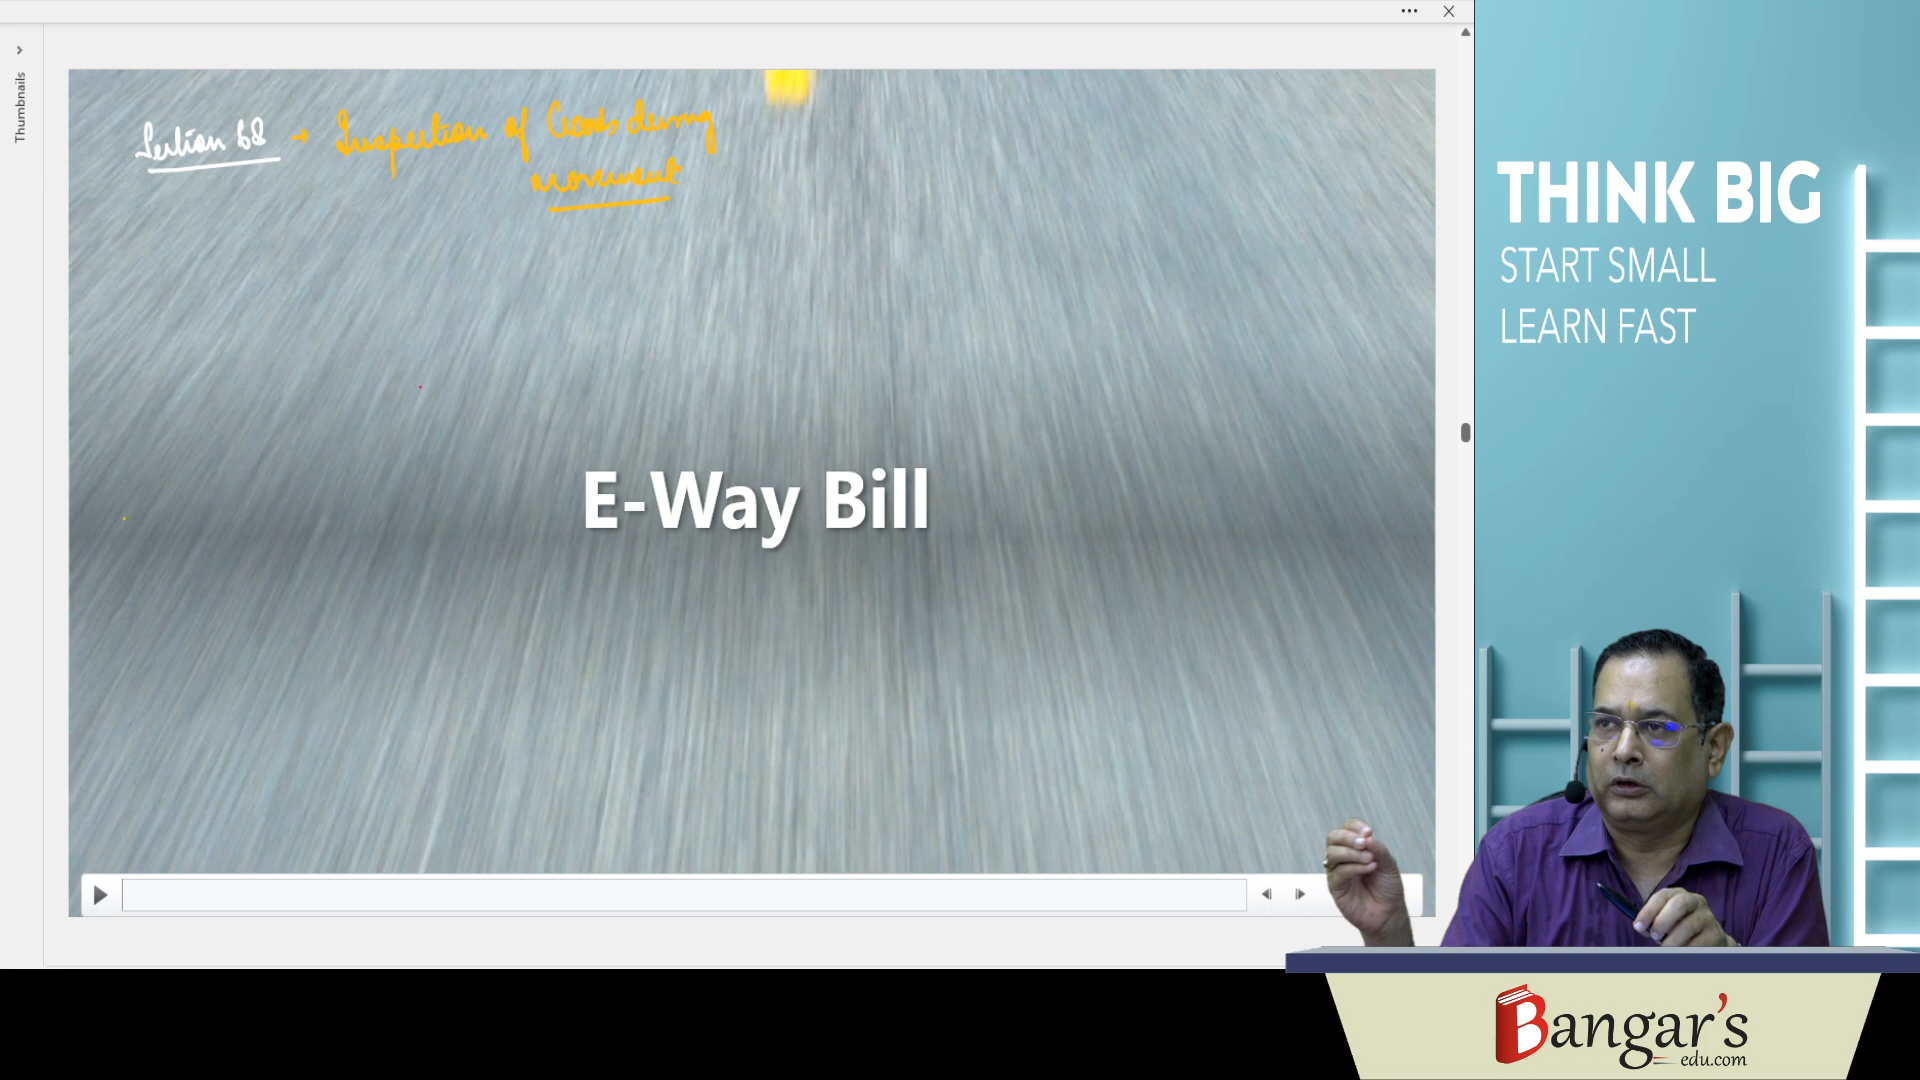 Thumbnails
Section 68 → Inspection of Goods during
movement
E-Way Bill
THINK BIG
START SMALL
LEARN FAST
Bangar's
edu.com